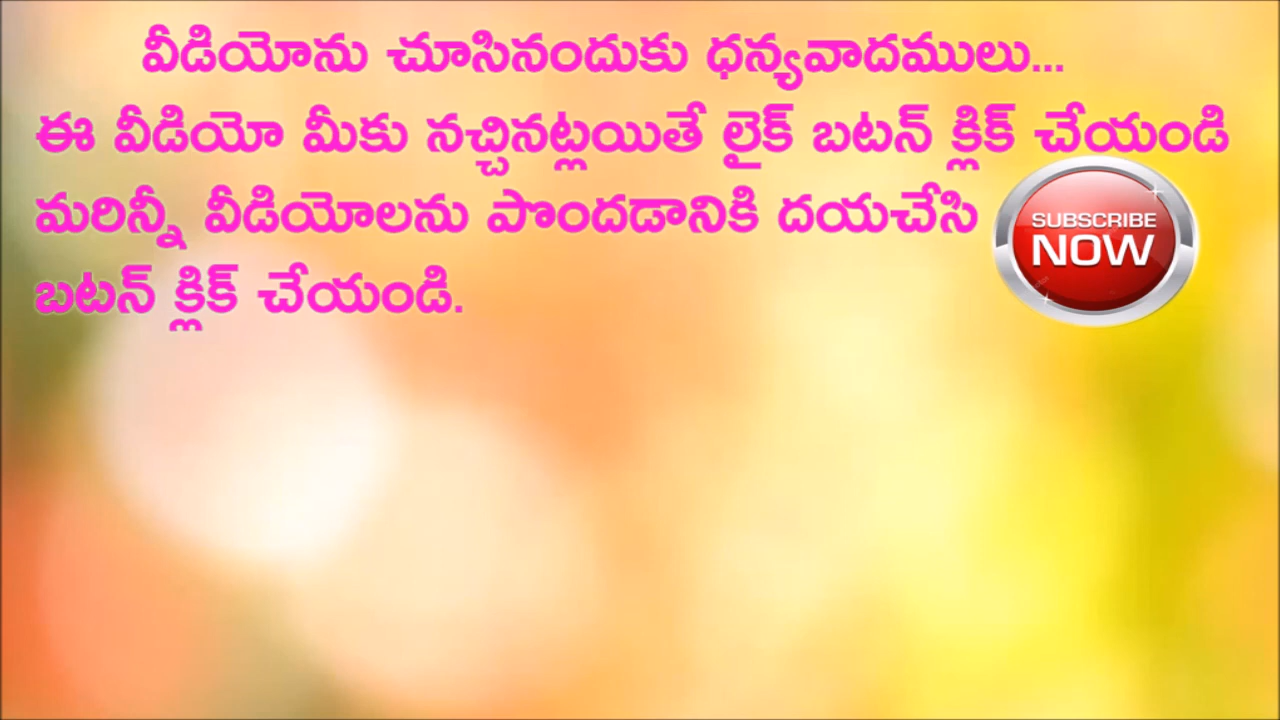 వీడియోను చూసినందుకు ధన్యవాదములు...
ఈ వీడియో మీకు నచ్చినట్లయితే లైక్ బటన్ క్లిక్ చేయండి
మరిన్నీ వీడియోలను పొందడానికి దయచేసి
SUBSCRIBE
NOW
బటన్ క్లిక్ చేయండి.